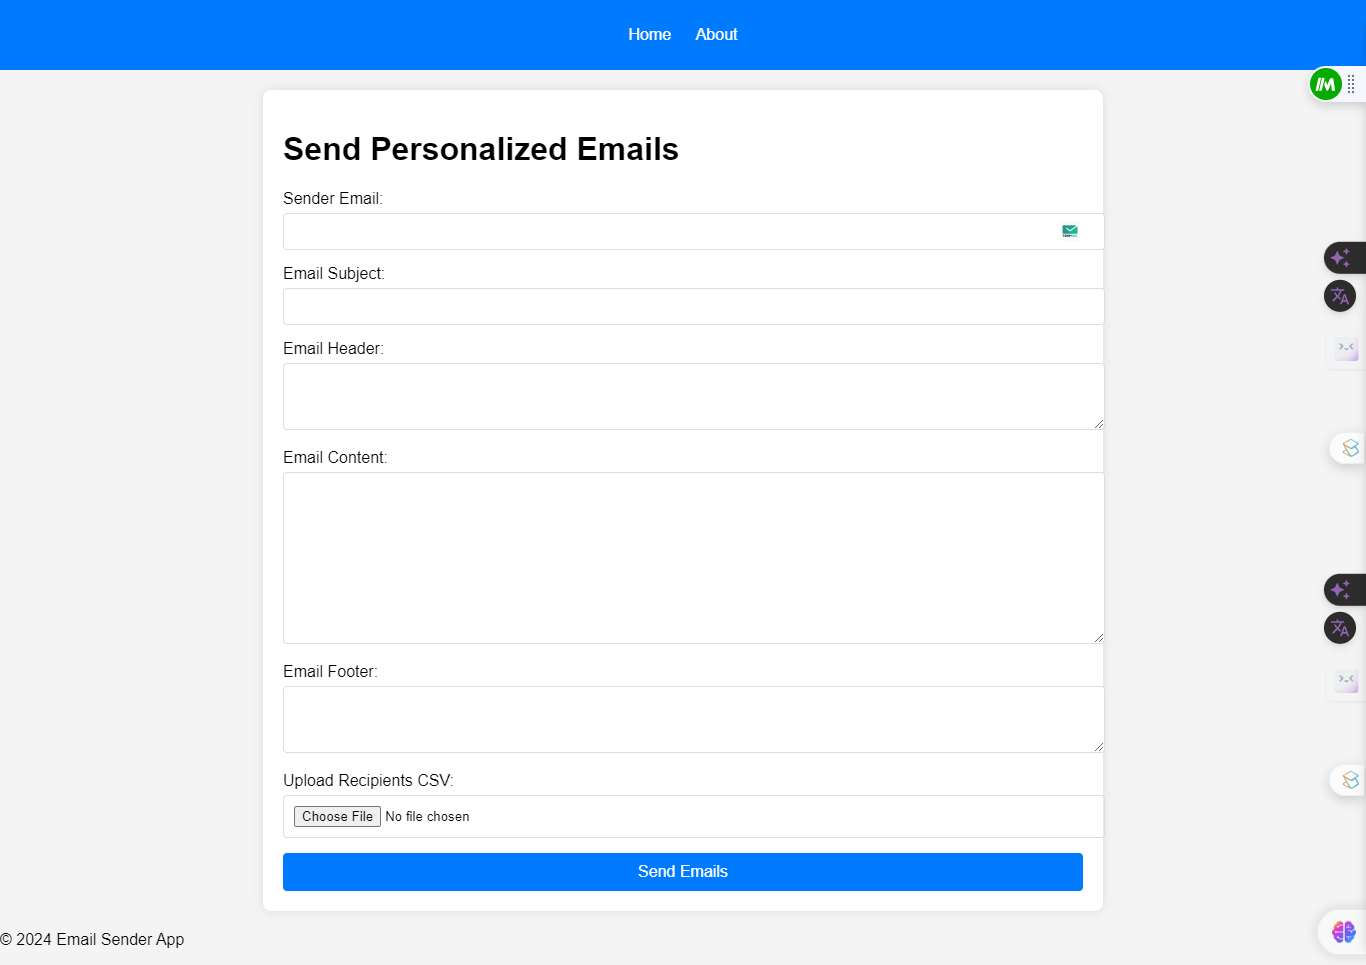 Home About
Send Personalized Emails
Sender Email:
Email Subject:
Email Header:
Email Content:
Email Footer:
Upload Recipients CSV:
Choose File No file chosen
Send Emails
© 2024 Email Sender App